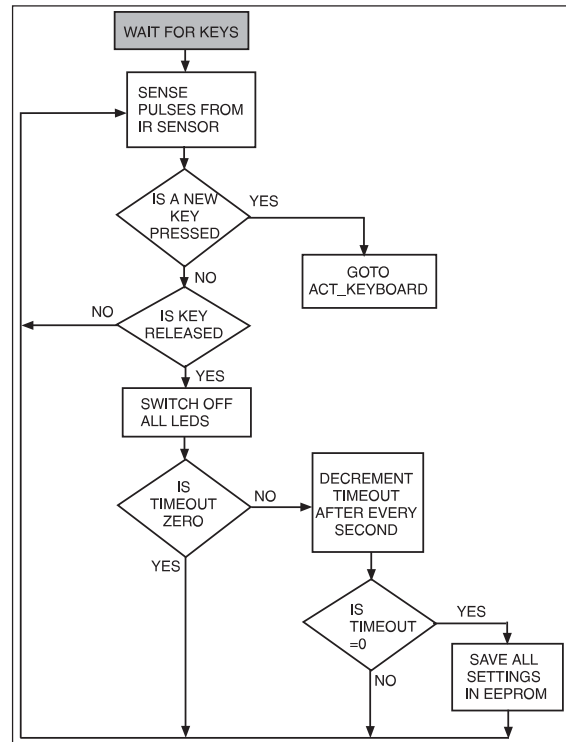 WAIT FOR KEYS
SENSE
PULSES FROM
IR SENSOR
IS A NEW
KEY
PRESSED
YES
GOTO
ACT_KEYBOARD
NO
IS KEY
RELEASED
NO
YES
SWITCH OFF
ALL LEDS
IS
TIMEOUT
ZERO
NO
DECREMENT
TIMEOUT
AFTER EVERY
SECOND
YES
IS
TIMEOUT
=0
YES
NO
SAVE ALL
SETTINGS
IN EEPROM